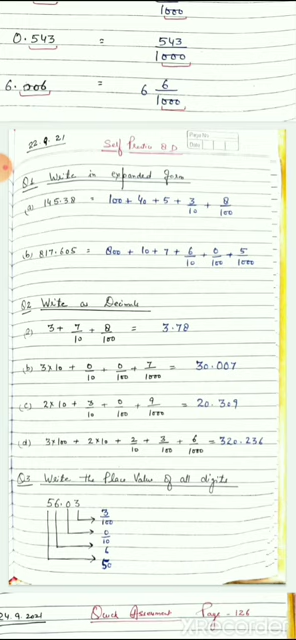 1000
0.543 = 543/1000
6.006 = 6 6/1000
22.9.21 Self Practice 8D
Page No.
Date
Q1 Write in expanded form
(a) 145.38 = 100 + 40 + 5 + 3/10 + 8/100
(b) 817.605 = 800 + 10 + 7 + 6/10 + 0/100 + 5/1000
Q2 Write as Decimals
(a) 3 + 7/10 + 8/100 = 3.78
(b) 3×10 + 0/10 + 0/100 + 7/1000 = 30.007
(c) 2×10 + 3/10 + 0/100 + 9/1000 = 20.309
(d) 3×100 + 2×10 + 2/10 + 3/100 + 6/1000 = 320.236
Q3 Write the Place Value of all digits
56.03
3/100
0/10
6
50
24.9.2021 Quick Assessment Page - 126
XRecorder